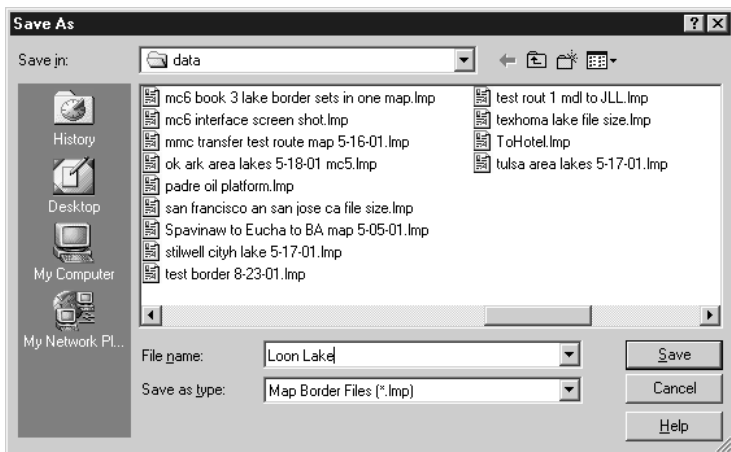 Save As
Save in:
data
History
Desktop
My Computer
My Network Pl...
mc6 book 3 lake border sets in one map.lmp
mc6 interface screen shot.lmp
mmc transfer test route map 5-16-01.lmp
ok ark area lakes 5-18-01 mc5.lmp
padre oil platform.lmp
san francisco an san jose ca file size.lmp
Spavinaw to Eucha to BA map 5-05-01.lmp
stilwell cityh lake 5-17-01.lmp
test border 8-23-01.lmp
test rout 1 mdl to JLL.lmp
texhoma lake file size.lmp
ToHotel.lmp
tulsa area lakes 5-17-01.lmp
File name:
Loon Lake
Save
Save as type:
Map Border Files (*.lmp)
Cancel
Help